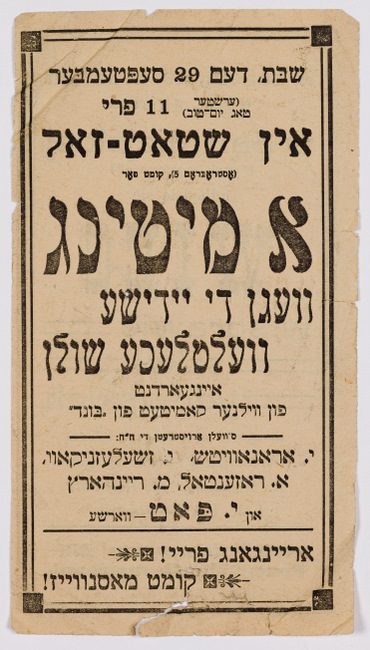 שבת, דעם 29 סעפטעמבער
(ערשטער טאג יום־טוב) 11 פרי
אין שטאט-זאל
(אסטראבראם 5), קומט פאר
א מיטינג
וועגן די יידישע
וועלטלעכע שולן
איינגעארדנט
פון ווילנער קאמיטעט פון „בונד"
ס'וועלן ארויסטרעטן די ח"ח:
י. אראנאוויטש, י. זשעלעזניקאוו,
א. ראזענטאל, מ. ריינהארץ
און י. פאט — ווארשע
אריינגאנג פריי!
קומט מאסנווייז!